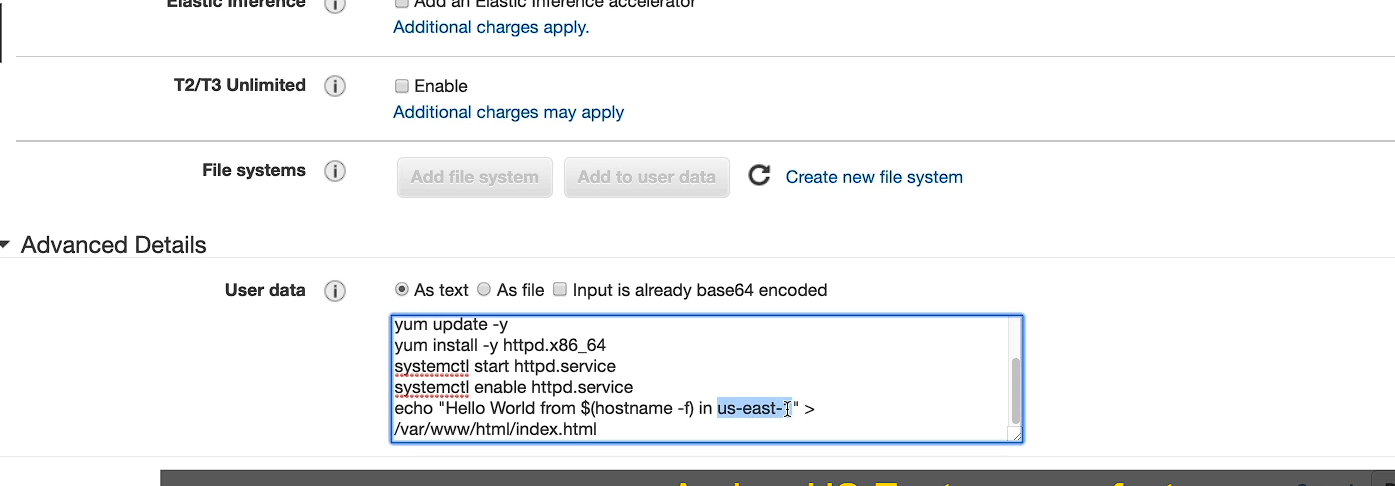 Elastic Inference Add an Elastic Inference accelerator
Additional charges apply.
T2/T3 Unlimited Enable
Additional charges may apply
File systems Add file system Add to user data Create new file system
Advanced Details
User data As text As file Input is already base64 encoded
yum update -y
yum install -y httpd.x86_64
systemctl start httpd.service
systemctl enable httpd.service
echo "Hello World from $(hostname -f) in us-east-1" >
/var/www/html/index.html